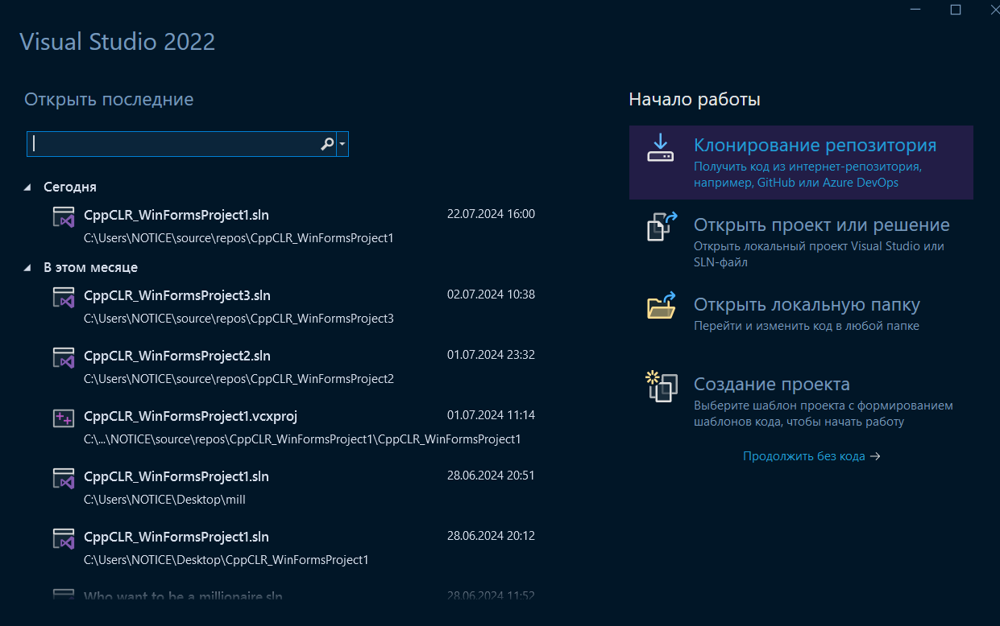 Visual Studio 2022
Открыть последние
Сегодня
CppCLR_WinFormsProject1.sln 22.07.2024 16:00
C:\Users\NOTICE\source\repos\CppCLR_WinFormsProject1
В этом месяце
CppCLR_WinFormsProject3.sln 02.07.2024 10:38
C:\Users\NOTICE\source\repos\CppCLR_WinFormsProject3
CppCLR_WinFormsProject2.sln 01.07.2024 23:32
C:\Users\NOTICE\source\repos\CppCLR_WinFormsProject2
CppCLR_WinFormsProject1.vcxproj 01.07.2024 11:14
C:\...\NOTICE\source\repos\CppCLR_WinFormsProject1\CppCLR_WinFormsProject1
CppCLR_WinFormsProject1.sln 28.06.2024 20:51
C:\Users\NOTICE\Desktop\mill
CppCLR_WinFormsProject1.sln 28.06.2024 20:12
C:\Users\NOTICE\Desktop\CppCLR_WinFormsProject1
Who want to be a millionaire.sln 28.06.2024 11:52
Начало работы
Клонирование репозитория
Получить код из интернет-репозитория,
например, GitHub или Azure DevOps
Открыть проект или решение
Открыть локальный проект Visual Studio или
SLN-файл
Открыть локальную папку
Перейти и изменить код в любой папке
Создание проекта
Выберите шаблон проекта с формированием
шаблонов кода, чтобы начать работу
Продолжить без кода →